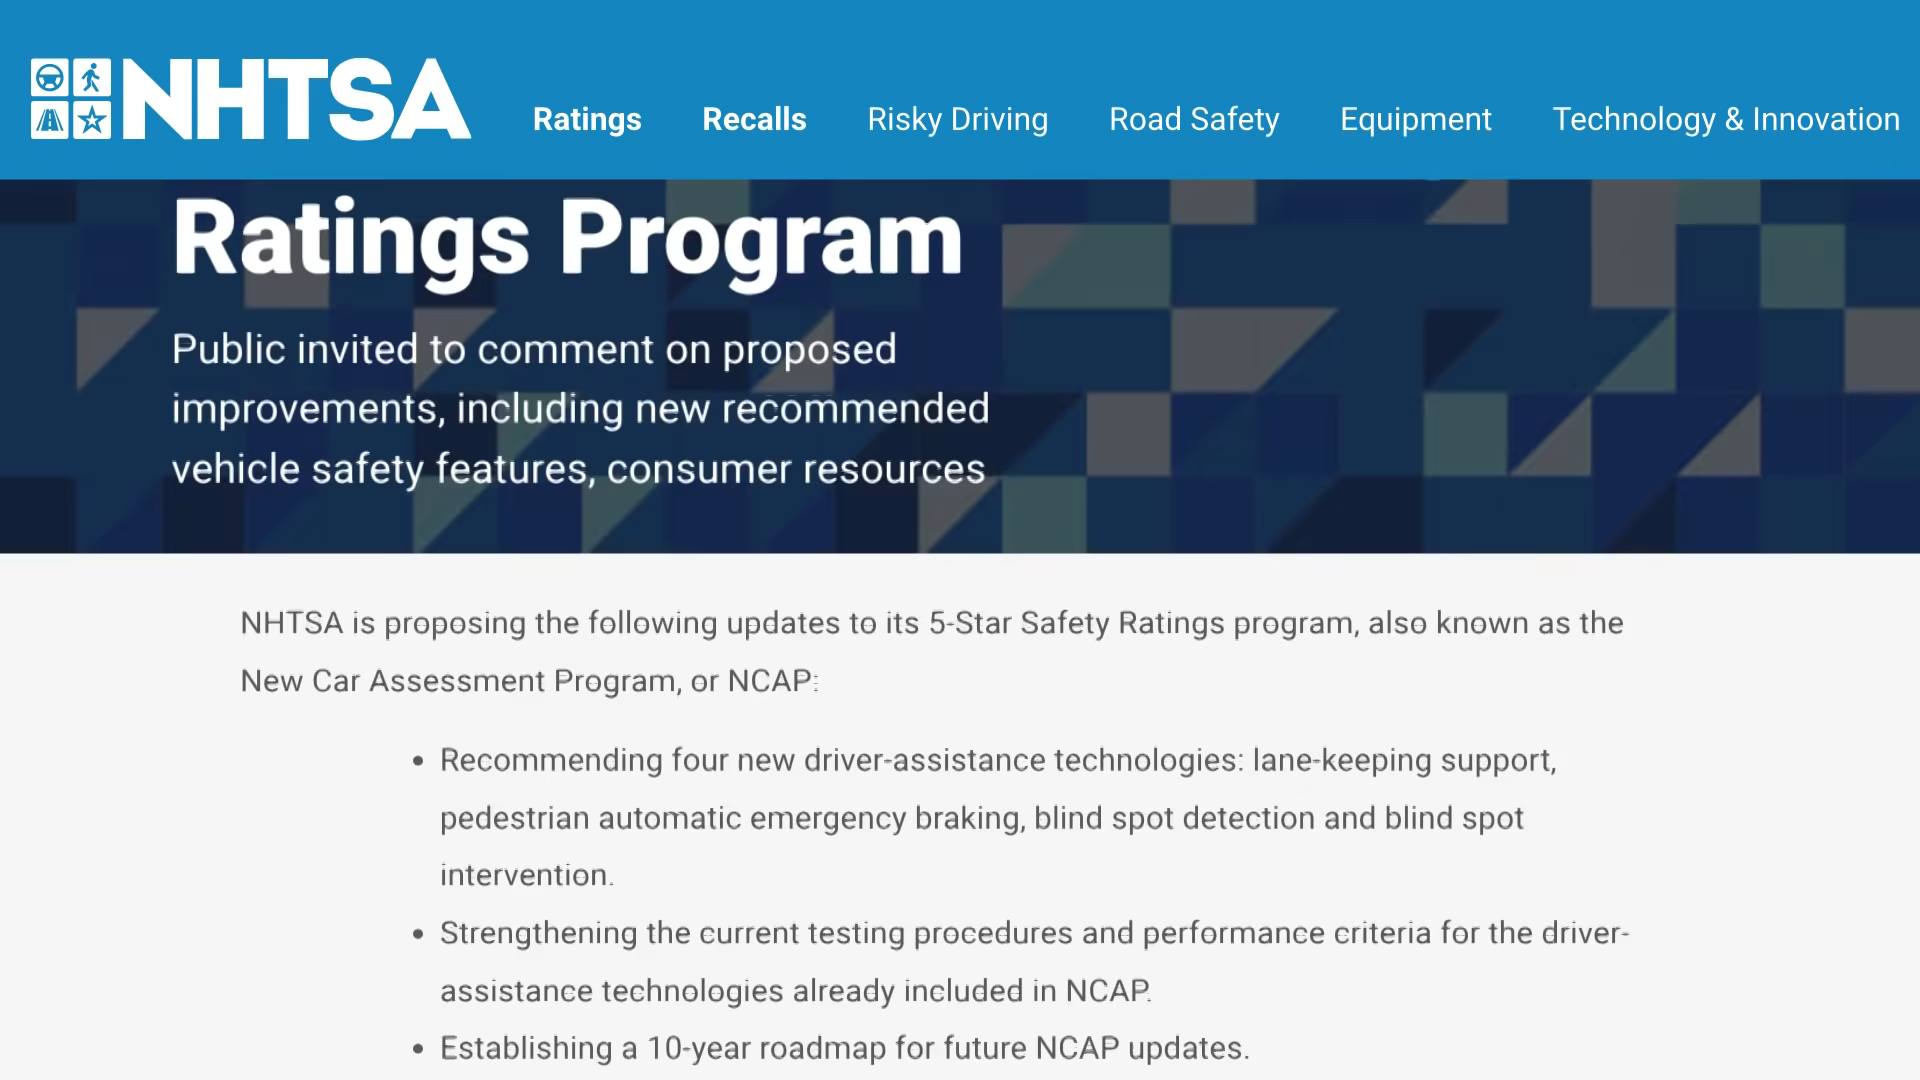 NHTSA
Ratings Recalls Risky Driving Road Safety Equipment Technology & Innovation
Ratings Program
Public invited to comment on proposed
improvements, including new recommended
vehicle safety features, consumer resources
NHTSA is proposing the following updates to its 5-Star Safety Ratings program, also known as the
New Car Assessment Program, or NCAP:
• Recommending four new driver-assistance technologies: lane-keeping support,
pedestrian automatic emergency braking, blind spot detection and blind spot
intervention.
• Strengthening the current testing procedures and performance criteria for the driver-
assistance technologies already included in NCAP.
• Establishing a 10-year roadmap for future NCAP updates.